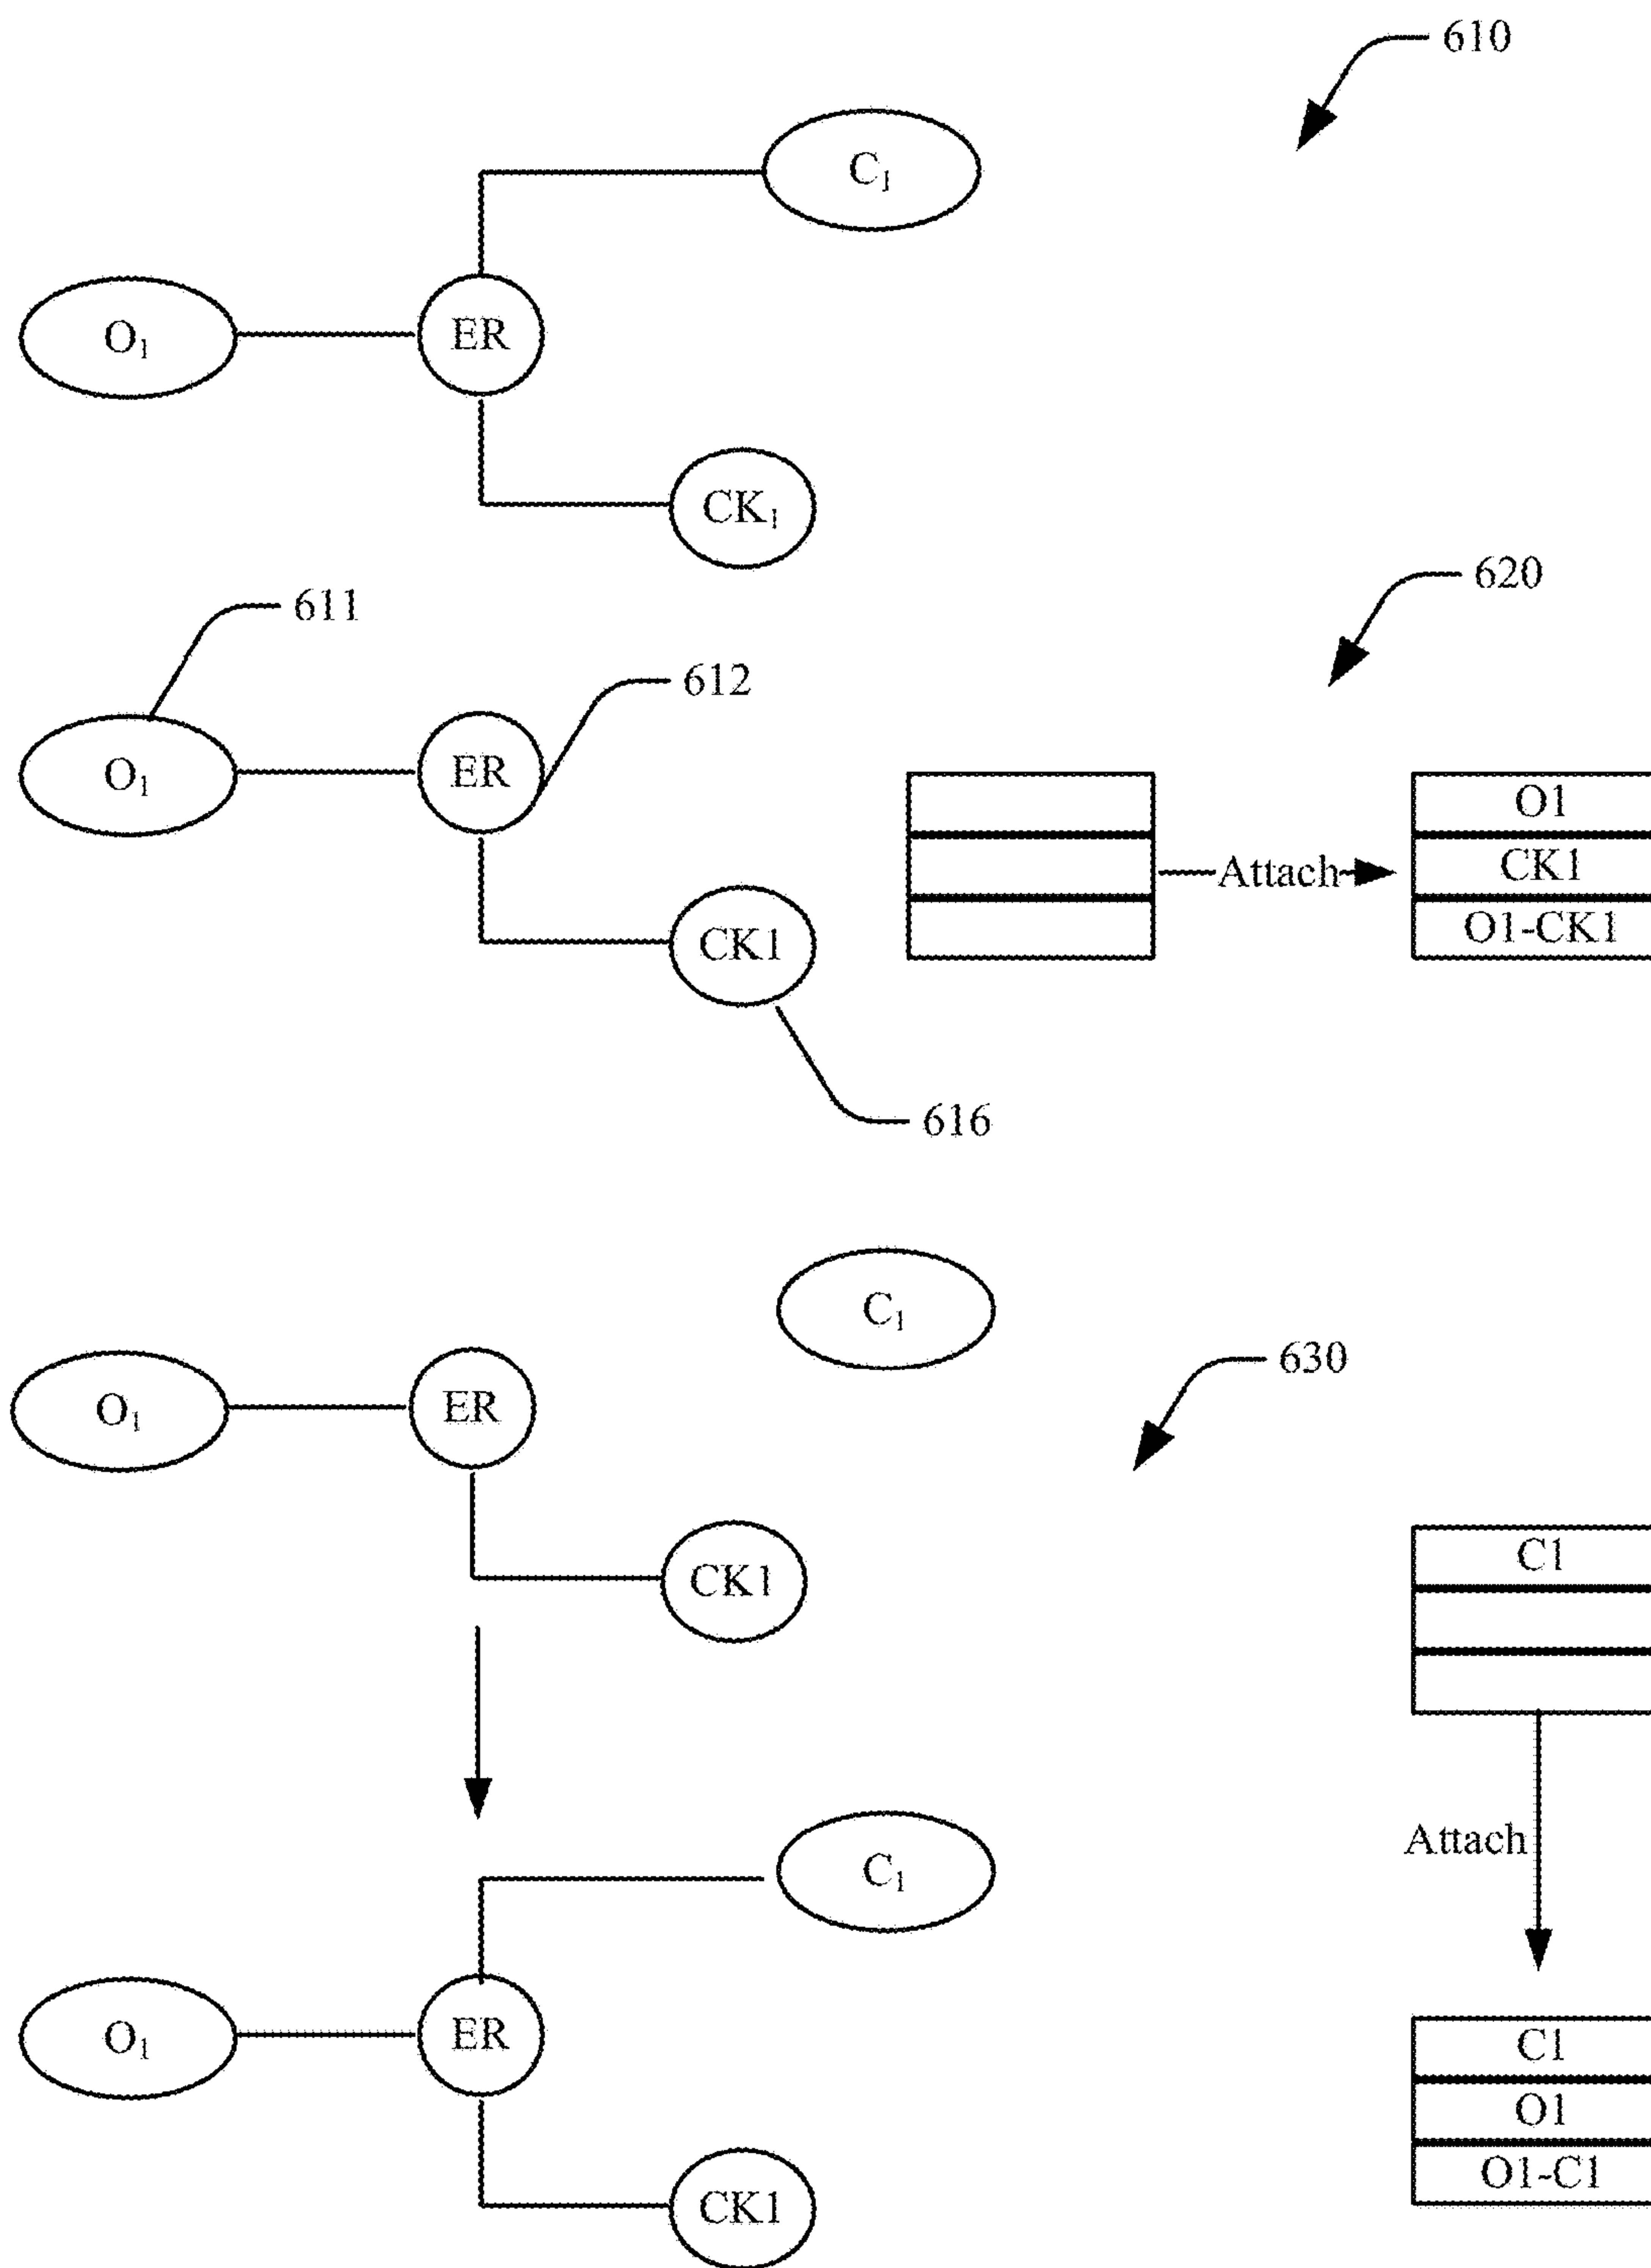 610
C₁
O₁
ER
CK₁
620
611
612
O₁
ER
O1
Attach
CK1
CK1
O1-CK1
616
C₁
630
O₁
ER
C1
CK1
Attach
C₁
O₁
ER
C1
O1
O1-C1
CK1